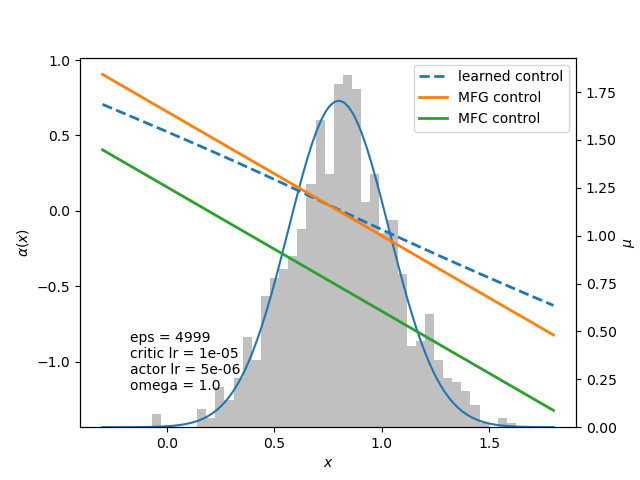 1.0
0.5
0.0
−0.5
−1.0
α(x)
learned control
MFG control
MFC control
eps = 4999
critic lr = 1e-05
actor lr = 5e-06
omega = 1.0
1.75
1.50
1.25
1.00
0.75
0.50
0.25
0.00
μ
0.0 0.5 1.0 1.5
x